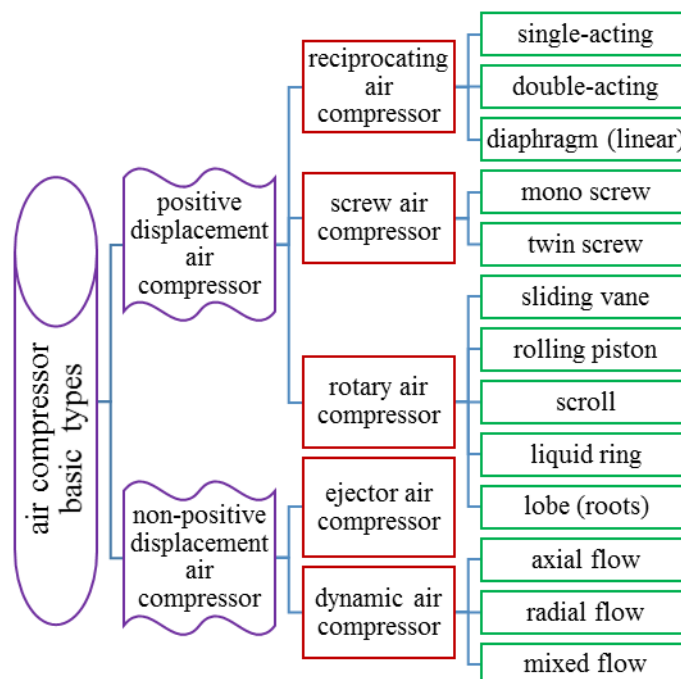 air compressor
basic types
positive
displacement
air
compressor
non-positive
displacement
air
compressor
reciprocating
air
compressor
screw air
compressor
rotary air
compressor
ejector air
compressor
dynamic air
compressor
single-acting
double-acting
diaphragm (linear)
mono screw
twin screw
sliding vane
rolling piston
scroll
liquid ring
lobe (roots)
axial flow
radial flow
mixed flow